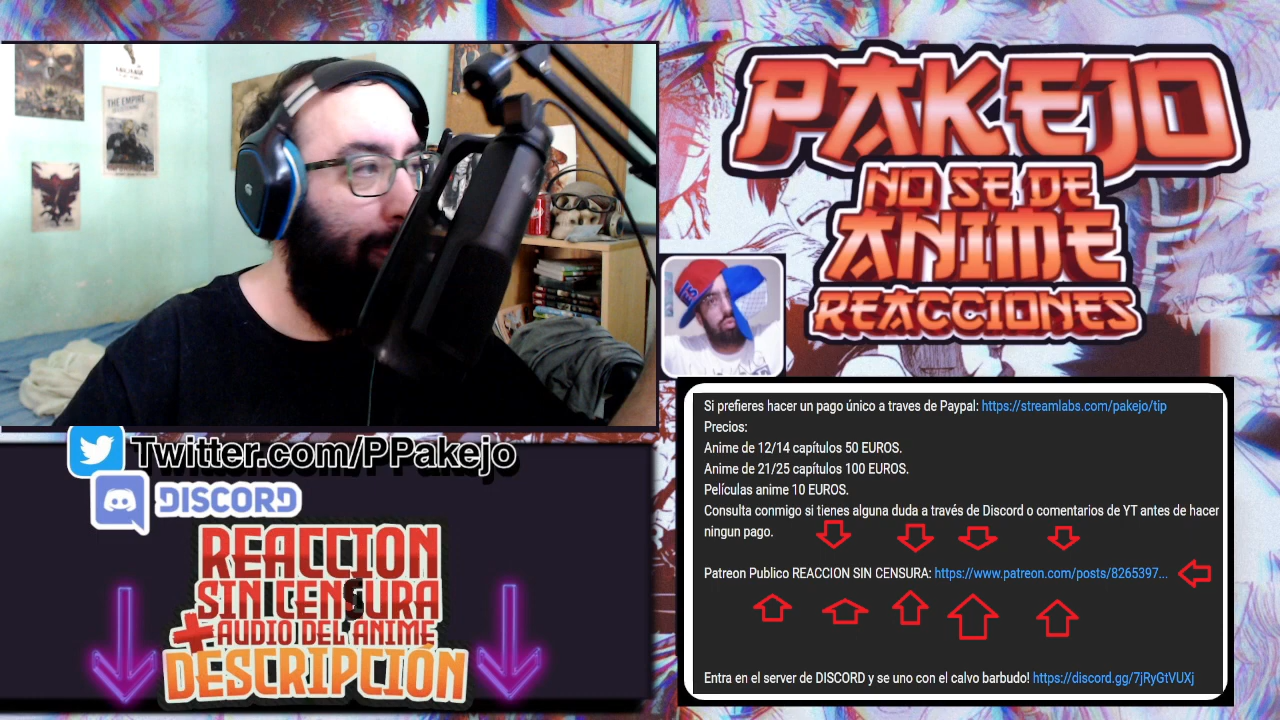 THE EMPIRE
PAKEJO
NO SE DE
ANIME
REACCIONES
Si prefieres hacer un pago único a traves de Paypal: https://streamlabs.com/pakejo/tip
Precios:
Anime de 12/14 capítulos 50 EUROS.
Anime de 21/25 capítulos 100 EUROS.
Películas anime 10 EUROS.
Consulta conmigo si tienes alguna duda a través de Discord o comentarios de YT antes de hacer
ningun pago.
Patreon Publico REACCION SIN CENSURA: https://www.patreon.com/posts/8265397...
Entra en el server de DISCORD y se uno con el calvo barbudo! https://discord.gg/7jRyGtVUXj
Twitter.com/PPakejo
DISCORD
REACCION
SIN CENSURA
+AUDIO DEL ANIME
DESCRIPCIÓN